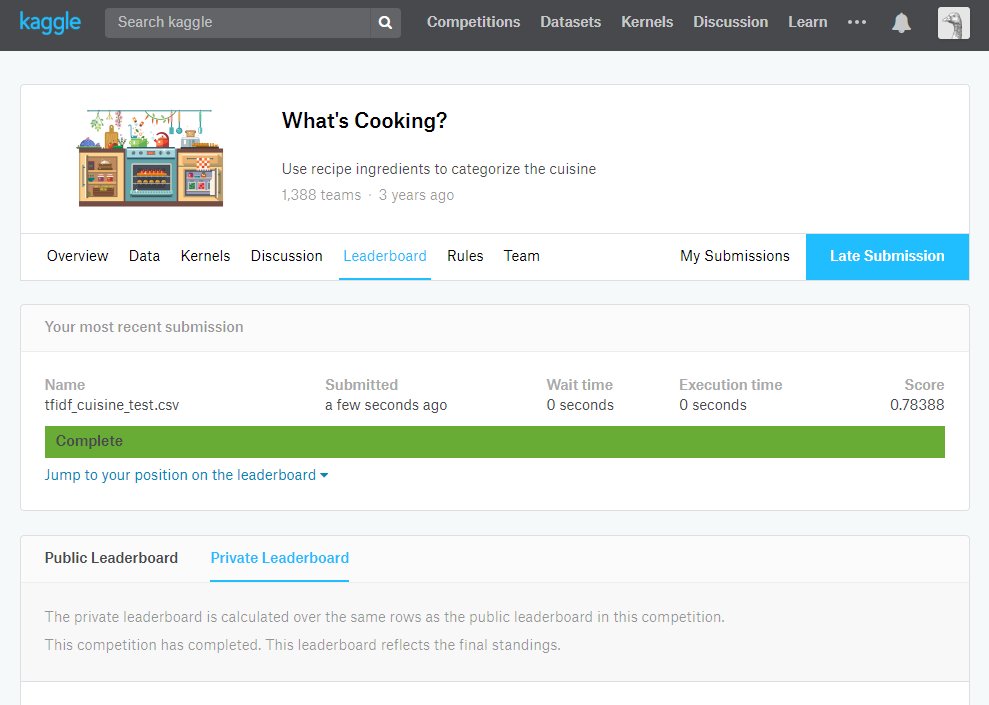 kaggle Search kaggle Competitions Datasets Kernels Discussion Learn •••
What's Cooking?
Use recipe ingredients to categorize the cuisine
1,388 teams · 3 years ago
Overview Data Kernels Discussion Leaderboard Rules Team My Submissions Late Submission
Your most recent submission
Name Submitted Wait time Execution time Score
tfidf_cuisine_test.csv a few seconds ago 0 seconds 0 seconds 0.78388
Complete
Jump to your position on the leaderboard
Public Leaderboard Private Leaderboard
The private leaderboard is calculated over the same rows as the public leaderboard in this competition.
This competition has completed. This leaderboard reflects the final standings.